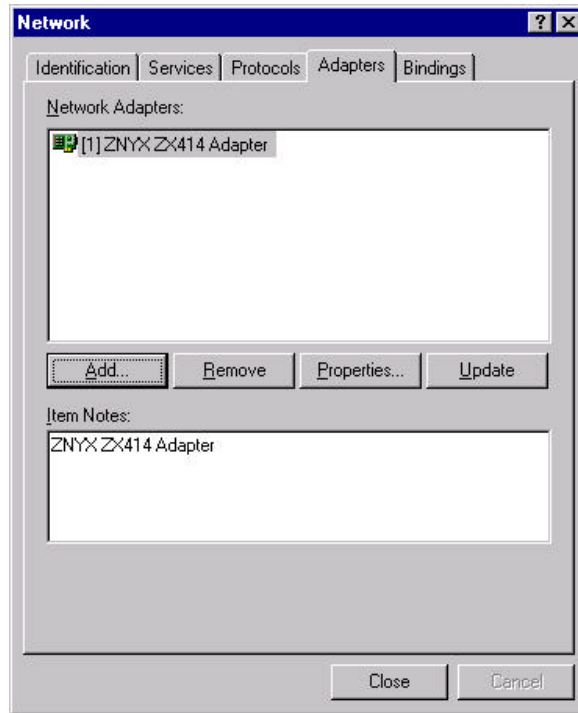 Network
Identification Services Protocols Adapters Bindings
Network Adapters:
[1] ZNYX ZX414 Adapter
Add... Remove Properties... Update
Item Notes:
ZNYX ZX414 Adapter
Close Cancel